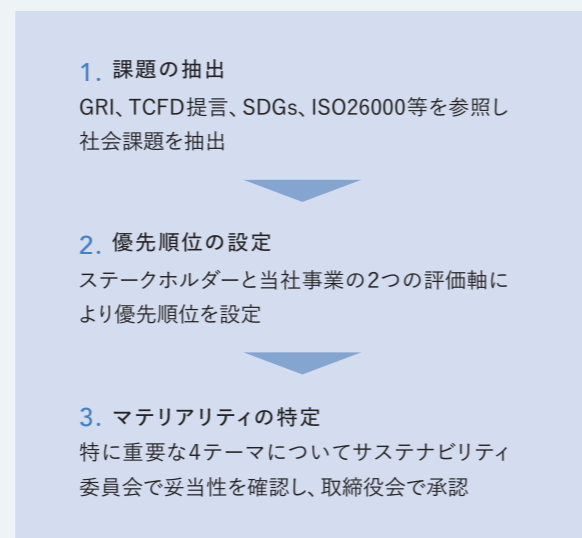 1. 課題の抽出
GRI、TCFD提言、SDGs、ISO26000等を参照し
社会課題を抽出
2. 優先順位の設定
ステークホルダーと当社事業の2つの評価軸に
より優先順位を設定
3. マテリアリティの特定
特に重要な4テーマについてサステナビリティ
委員会で妥当性を確認し、取締役会で承認